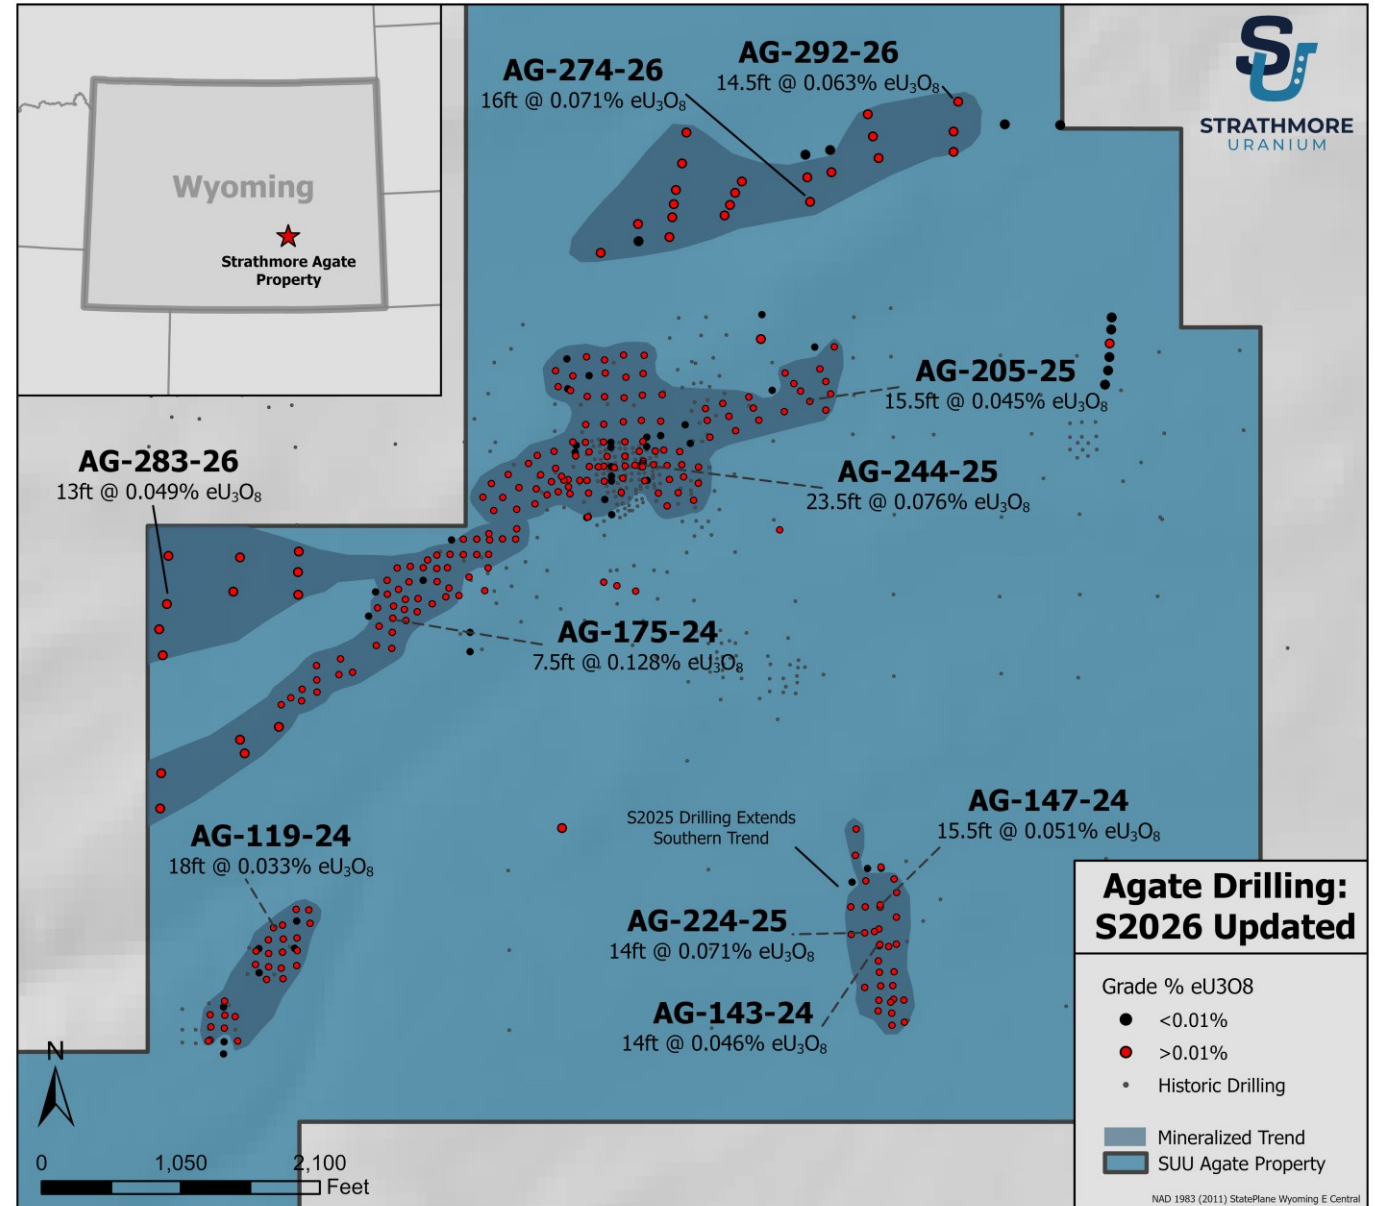 Wyoming
Strathmore Agate
Property
AG-274-26
16ft @ 0.071% eU₃O₈
AG-292-26
14.5ft @ 0.063% eU₃O₈
SU
STRATHMORE
URANIUM
AG-205-25
15.5ft @ 0.045% eU₃O₈
AG-283-26
13ft @ 0.049% eU₃O₈
AG-244-25
23.5ft @ 0.076% eU₃O₈
AG-175-24
7.5ft @ 0.128% eU₃O₈
AG-119-24
18ft @ 0.033% eU₃O₈
S2025 Drilling Extends
Southern Trend
AG-147-24
15.5ft @ 0.051% eU₃O₈
AG-224-25
14ft @ 0.071% eU₃O₈
AG-143-24
14ft @ 0.046% eU₃O₈
Agate Drilling:
S2026 Updated
Grade % eU3O8
<0.01%
>0.01%
Historic Drilling
Mineralized Trend
SUU Agate Property
NAD 1983 (2011) StatePlane Wyoming E Central
N
0 1,050 2,100
Feet